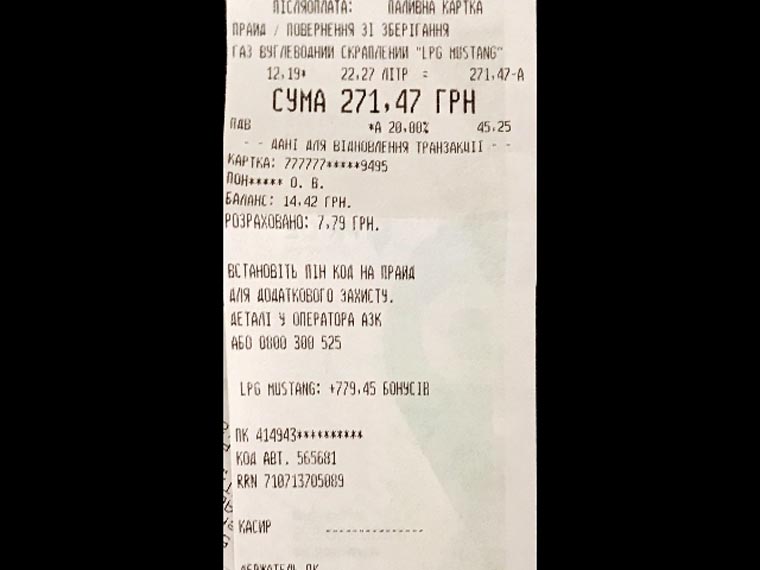 ПІСЛЯОПЛАТА: ПАЛИВНА КАРТКА
ПРАЙД / ПОВЕРНЕННЯ ЗІ ЗБЕРІГАННЯ
ГАЗ ВУГЛЕВОДНИЙ СКРАПЛЕНИЙ "LPG MUSTANG"
12,19* 22,27 ЛІТР = 271,47-А
СУМА 271,47 ГРН
ПДВ *А 20,00% 45,25
- - ДАНІ ДЛЯ ВІДНОВЛЕННЯ ТРАНЗАКЦІЇ - -
КАРТКА: 777777*****9495
ПОН***** О. В.
БАЛАНС: 14,42 ГРН.
РОЗРАХОВАНО: 7,79 ГРН.
ВСТАНОВІТЬ ПІН КОД НА ПРАЙД
ДЛЯ ДОДАТКОВОГО ЗАХИСТУ.
ДЕТАЛІ У ОПЕРАТОРА АЗК
АБО 0800 300 525
LPG MUSTANG: +779,45 БОНУСІВ
ПК 414943**********
КОД АВТ. 565681
RRN 710713705089
КАСИР
ДЕРЖАТЕЛЬ ПК